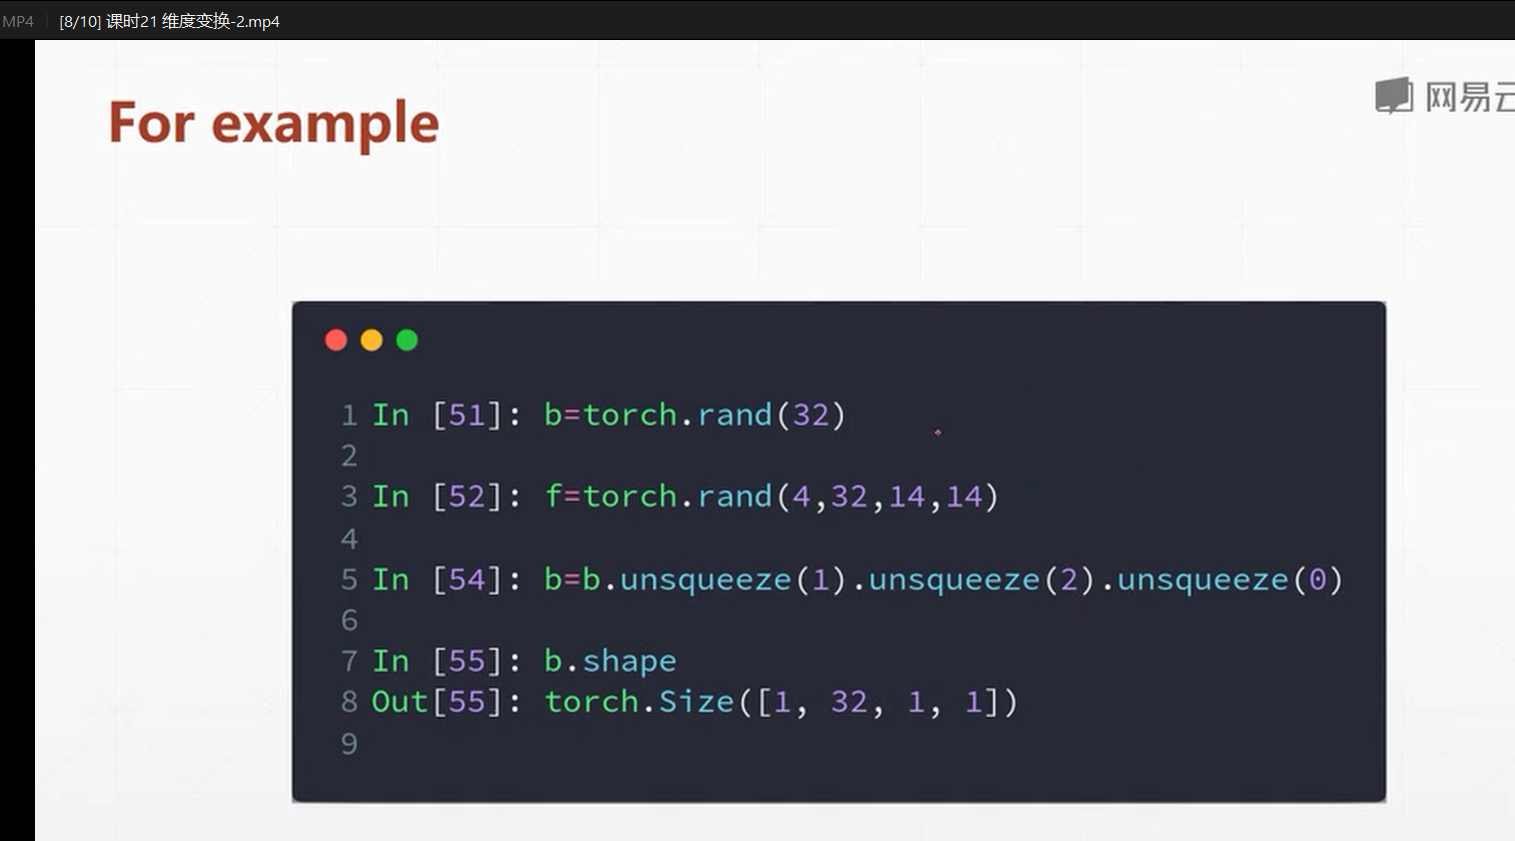 MP4 [8/10] 课时21 维度变换-2.mp4
网易云
For example
1 In [51]: b=torch.rand(32)
2
3 In [52]: f=torch.rand(4,32,14,14)
4
5 In [54]: b=b.unsqueeze(1).unsqueeze(2).unsqueeze(0)
6
7 In [55]: b.shape
8 Out[55]: torch.Size([1, 32, 1, 1])
9